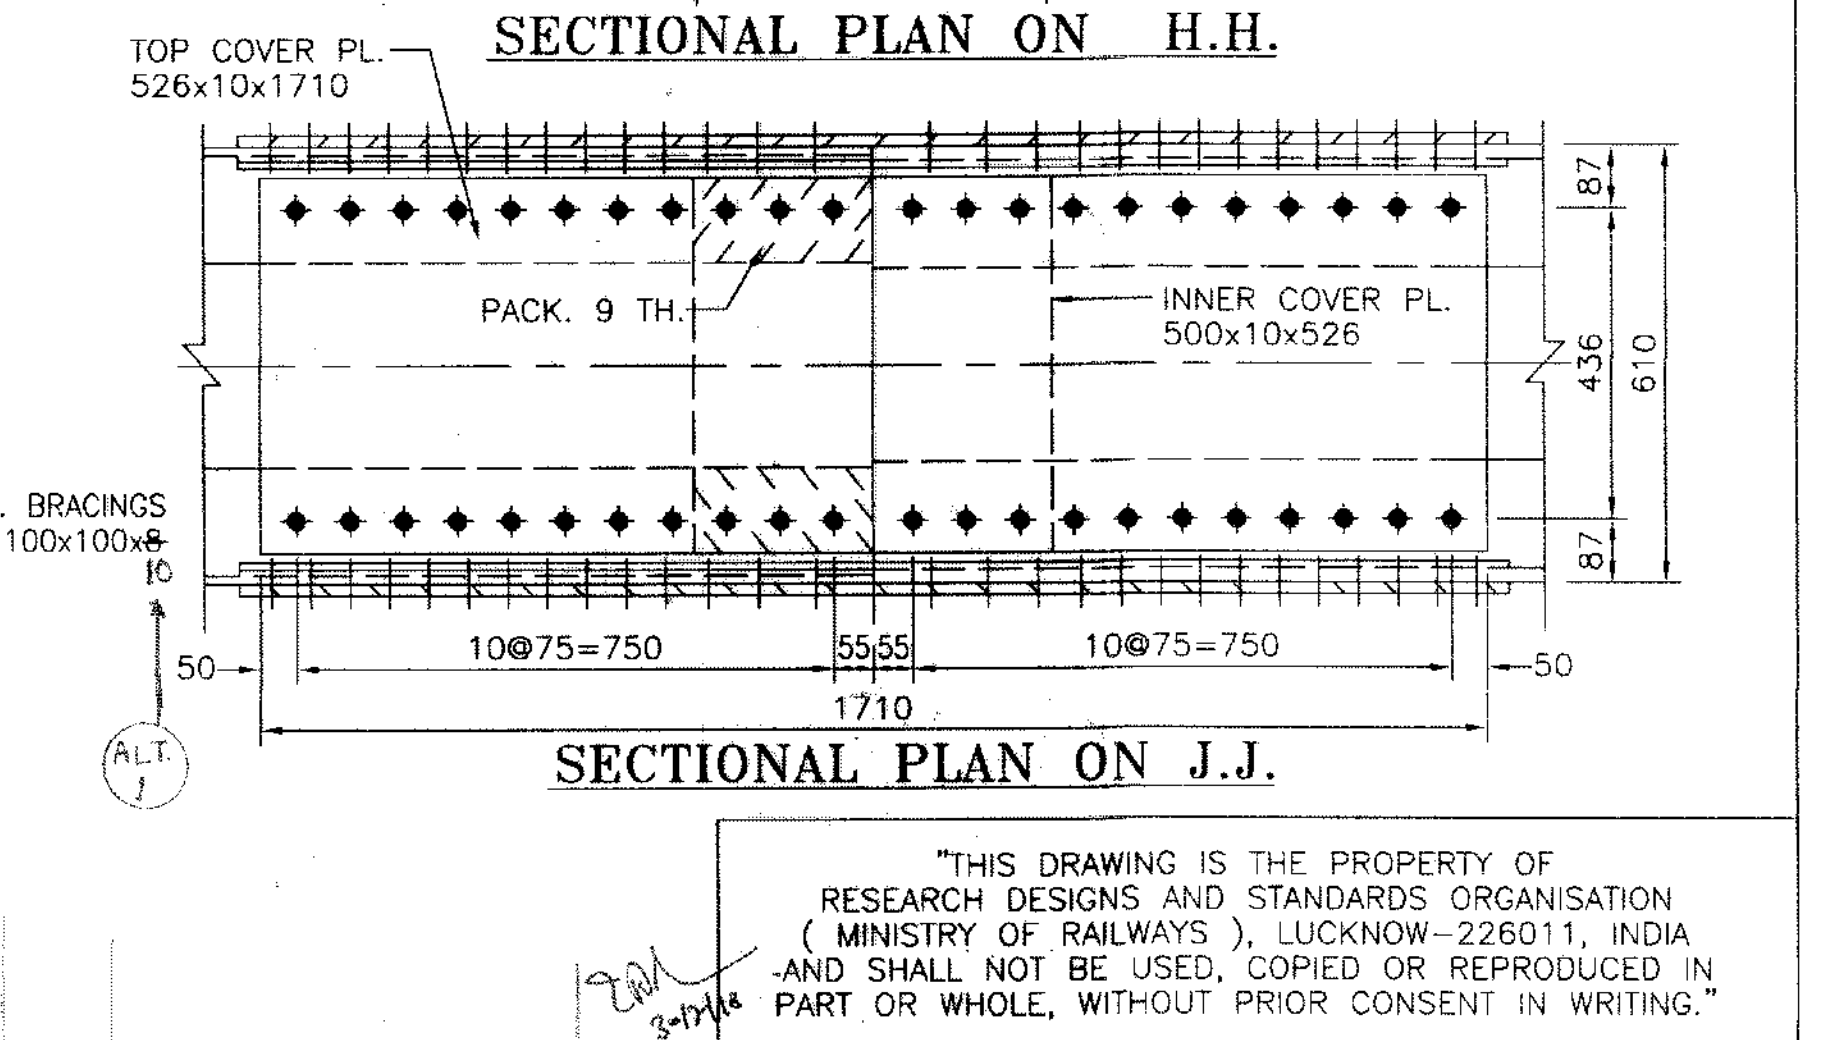 SECTIONAL PLAN ON H.H.
TOP COVER PL.
526x10x1710
PACK. 9 TH.
INNER COVER PL.
500x10x526
87
436
610
87
. BRACINGS
100x100x8
10
ALT.
1
50
10@75=750
55
55
10@75=750
50
1710
SECTIONAL PLAN ON J.J.
"THIS DRAWING IS THE PROPERTY OF
RESEARCH DESIGNS AND STANDARDS ORGANISATION
( MINISTRY OF RAILWAYS ), LUCKNOW-226011, INDIA
AND SHALL NOT BE USED, COPIED OR REPRODUCED IN
PART OR WHOLE, WITHOUT PRIOR CONSENT IN WRITING."